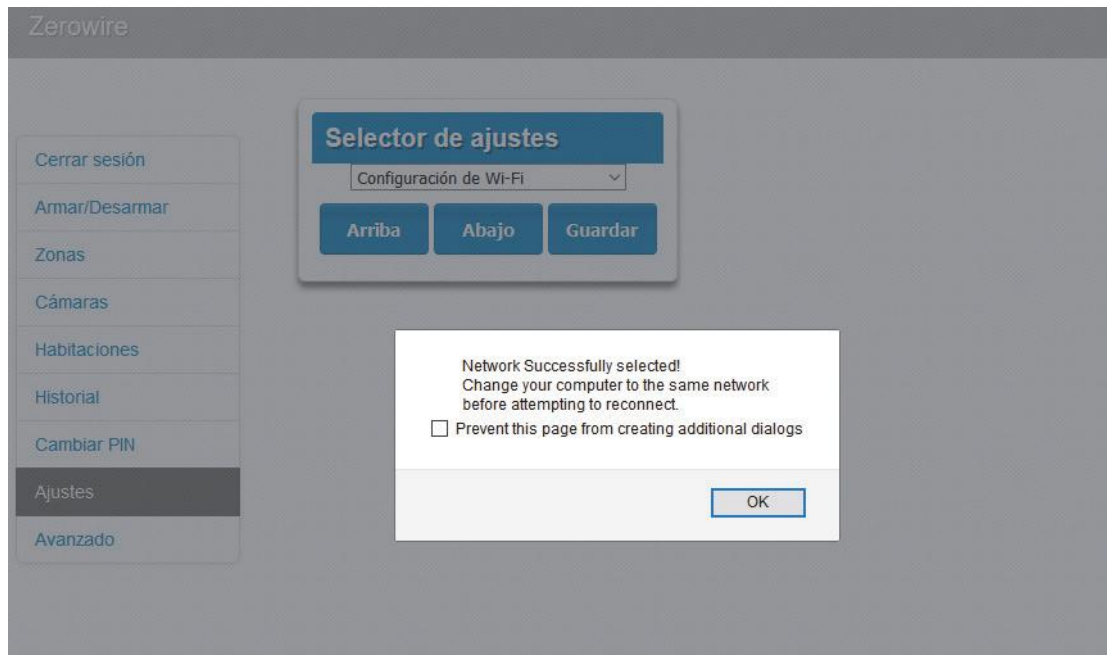 Zerowire
Cerrar sesión
Armar/Desarmar
Zonas
Cámaras
Habitaciones
Historial
Cambiar PIN
Ajustes
Avanzado
Selector de ajustes
Configuración de Wi-Fi
Arriba Abajo Guardar
Network Successfully selected!
Change your computer to the same network
before attempting to reconnect.
Prevent this page from creating additional dialogs
OK